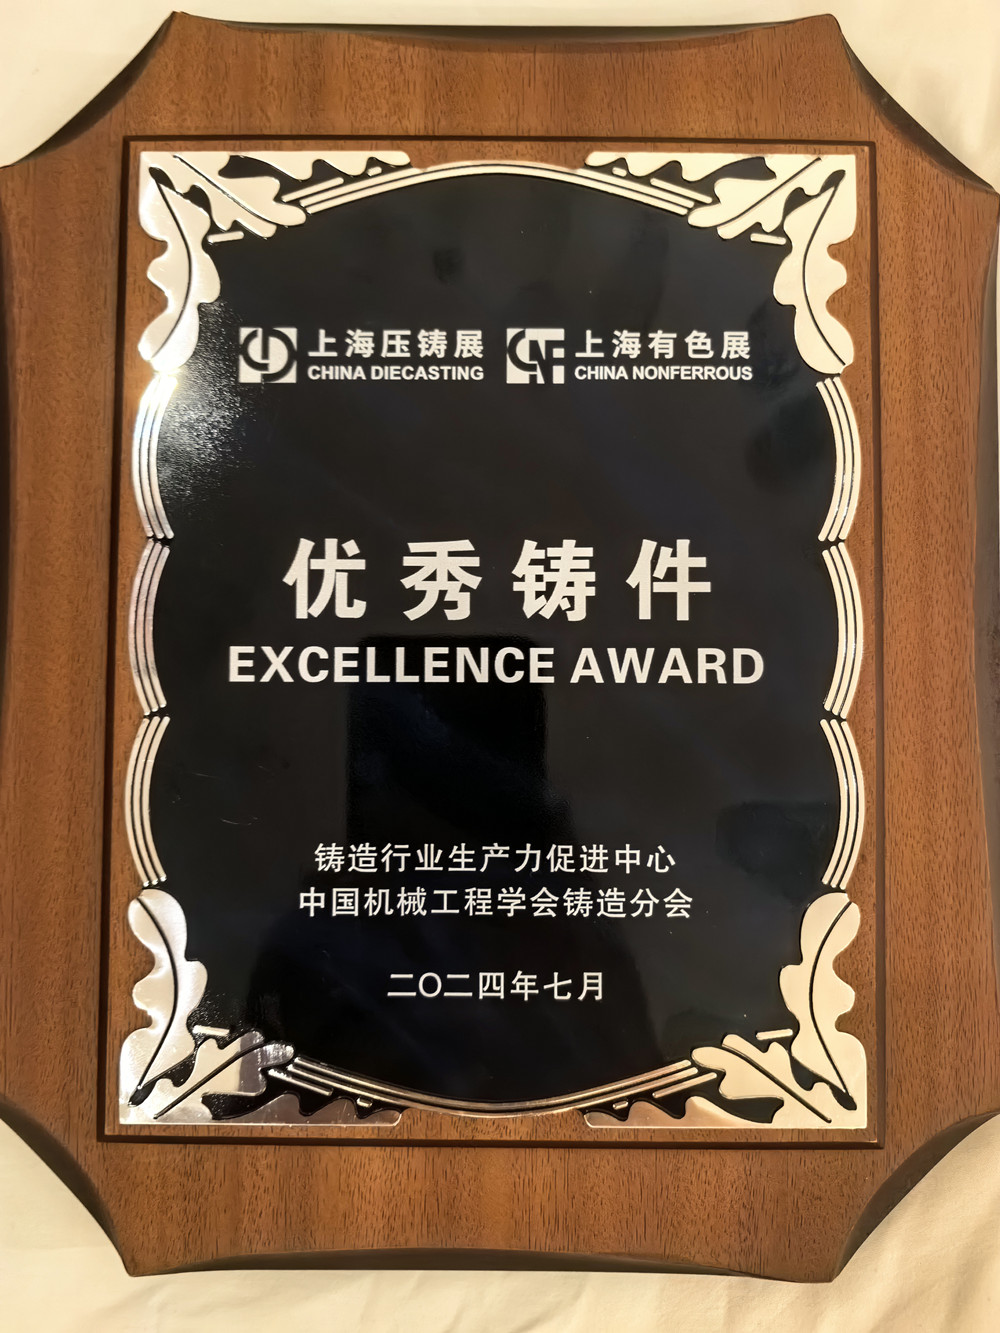 上海压铸展 上海有色展
CHINA DIECASTING CHINA NONFERROUS
优秀铸件
EXCELLENCE AWARD
铸造行业生产力促进中心
中国机械工程学会铸造分会
二〇二四年七月